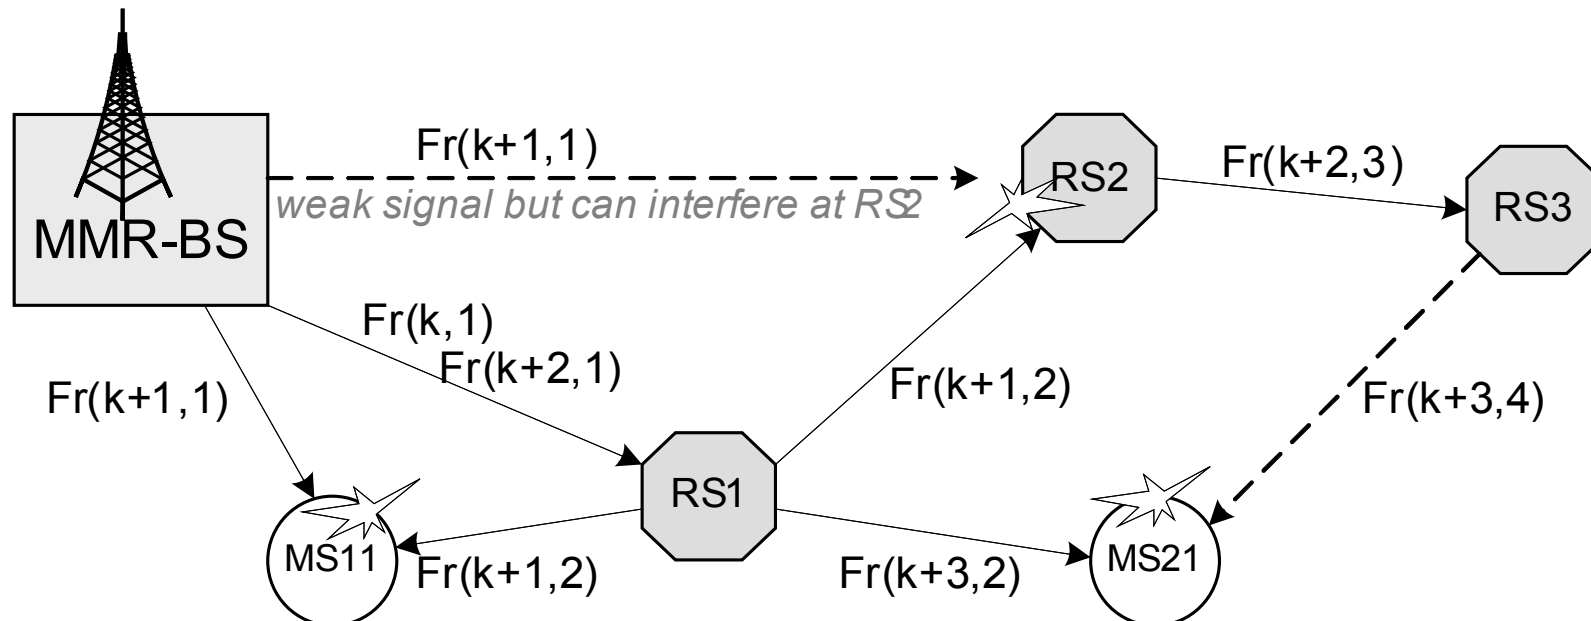 Fr(k+1,1)
weak signal but can interfere at RS2
MMR-BS
RS2
Fr(k+2,3)
RS3
Fr(k,1)
Fr(k+2,1)
Fr(k+1,1)
Fr(k+1,2)
Fr(k+3,4)
RS1
MS11
Fr(k+1,2)
Fr(k+3,2)
MS21